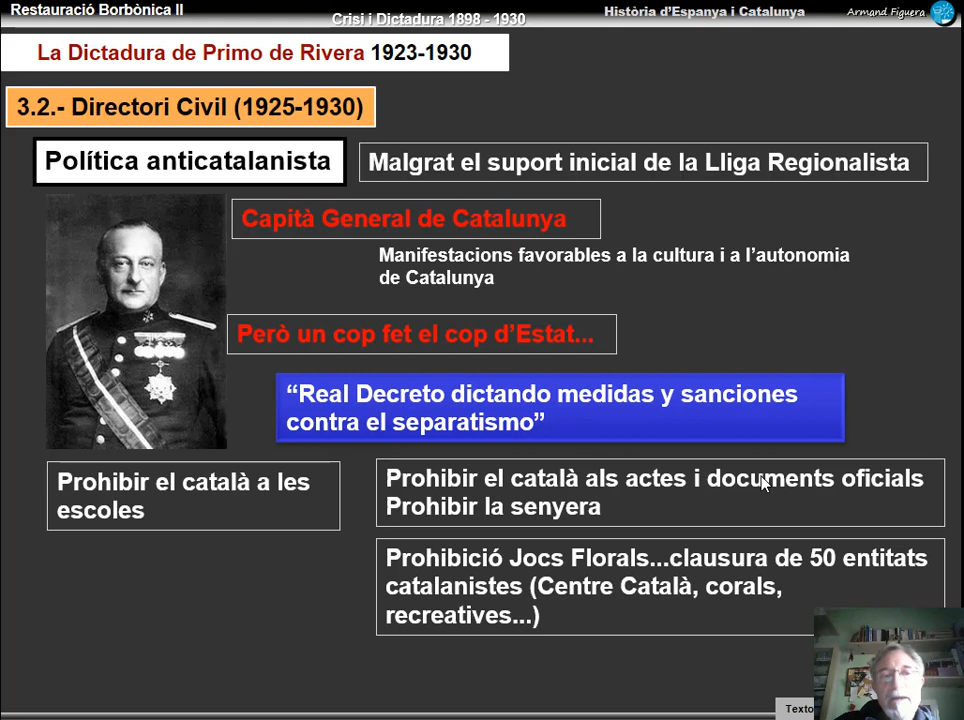 Restauració Borbònica II
Crisi i Dictadura 1898 - 1930
Història d'Espanya i Catalunya
Armand Figuera
La Dictadura de Primo de Rivera 1923-1930
3.2.- Directori Civil (1925-1930)
Política anticatalanista
Malgrat el suport inicial de la Lliga Regionalista
Capità General de Catalunya
Manifestacions favorables a la cultura i a l'autonomia
de Catalunya
Però un cop fet el cop d'Estat...
“Real Decreto dictando medidas y sanciones
contra el separatismo”
Prohibir el català a les
escoles
Prohibir el català als actes i documents oficials
Prohibir la senyera
Prohibició Jocs Florals...clausura de 50 entitats
catalanistes (Centre Català, corals,
recreatives...)